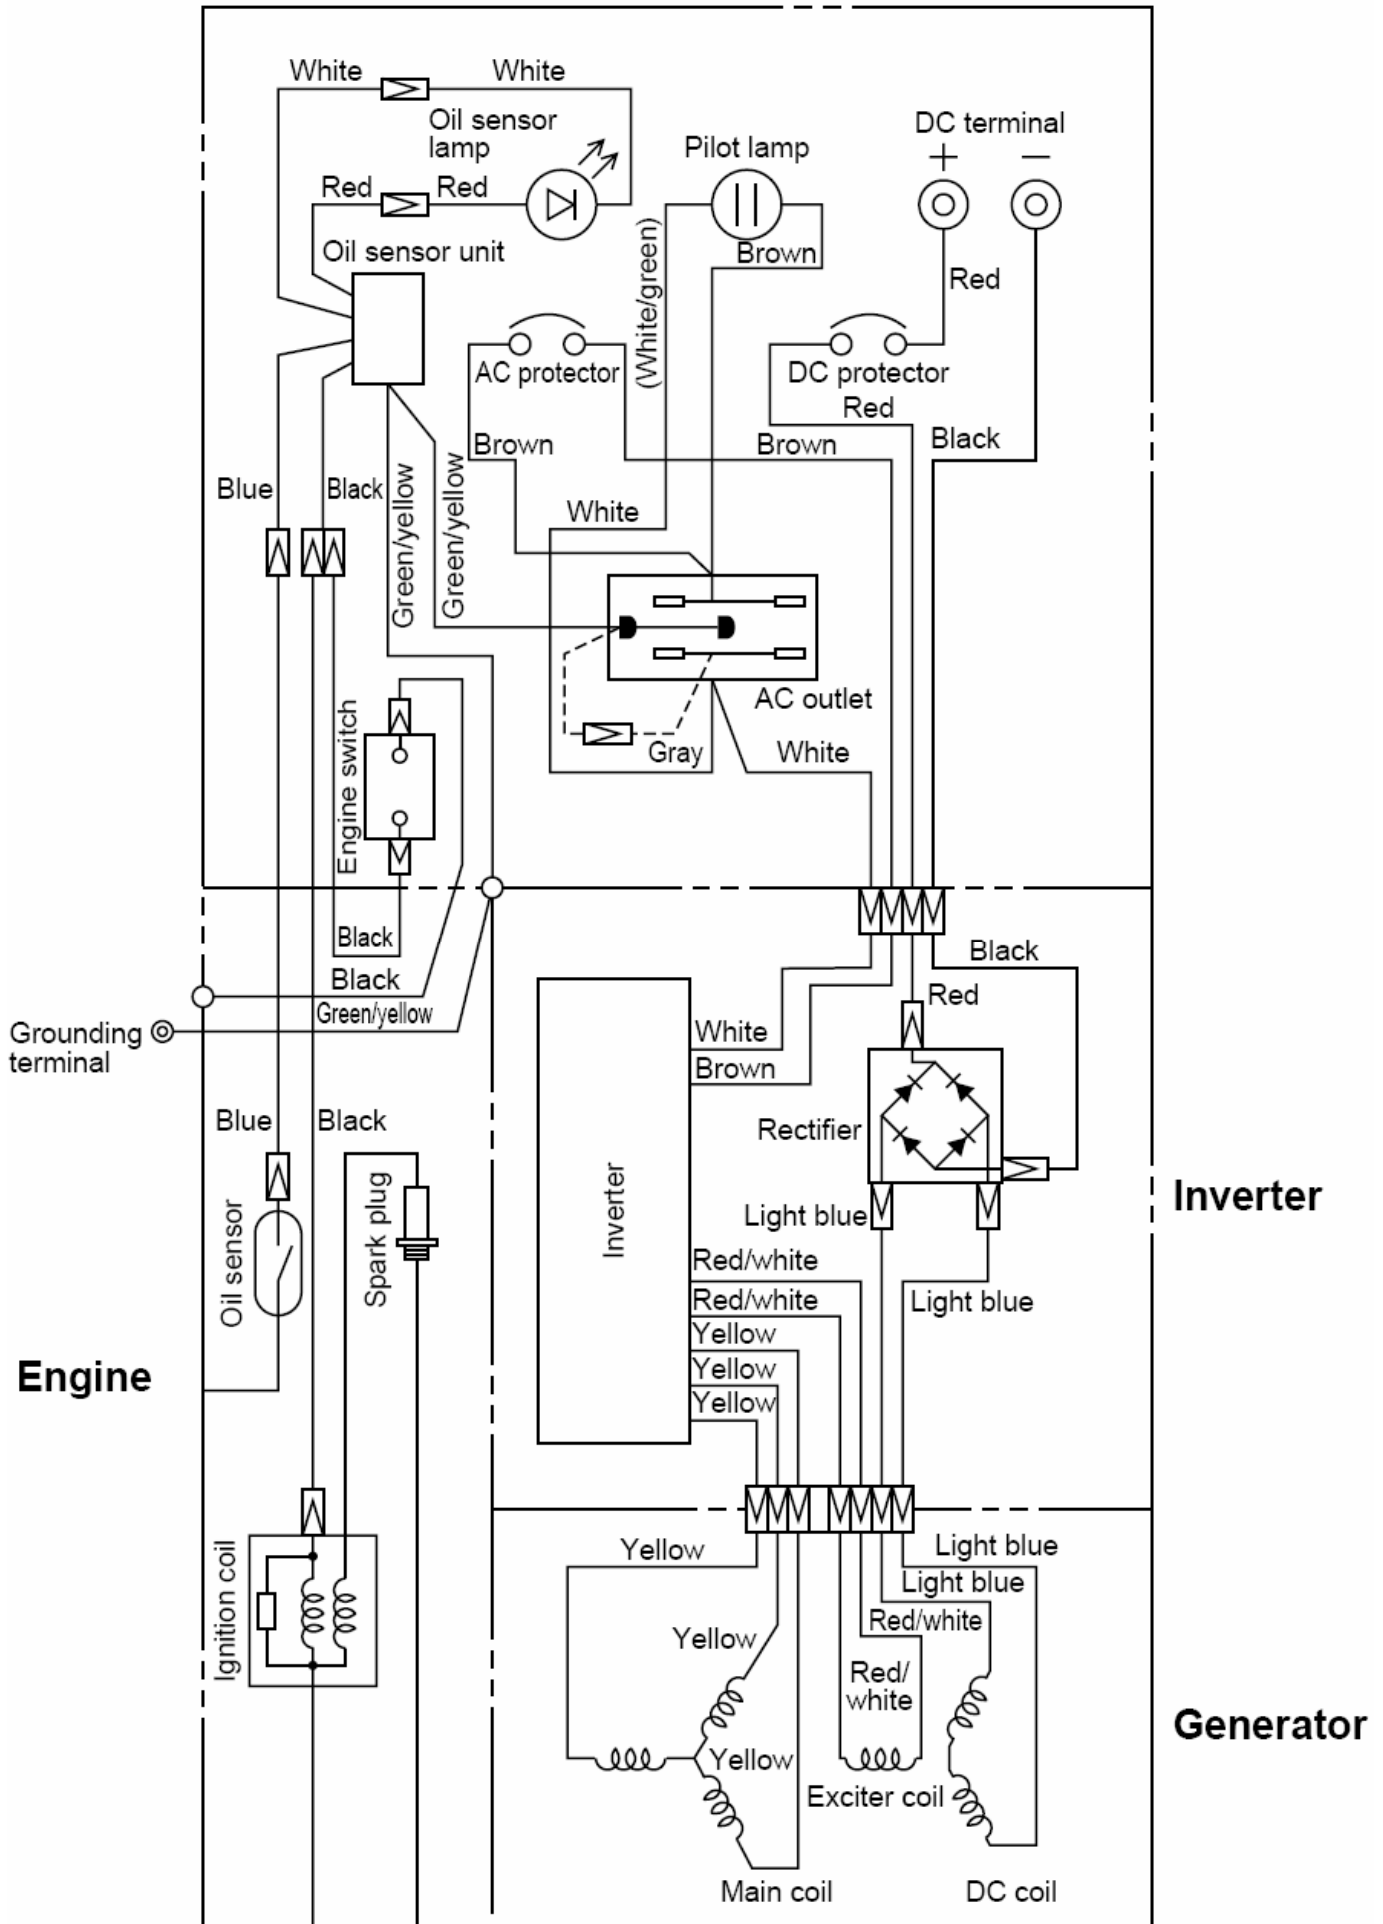 White
White
Oil sensor
lamp
Pilot lamp
DC terminal
+
−
Red
Red
Oil sensor unit
(White/green)
Brown
Red
AC protector
DC protector
Red
Brown
Brown
Black
Blue
Black
Green/yellow
Green/yellow
White
AC outlet
Engine switch
Gray
White
Black
Black
Black
Green/yellow
Grounding
terminal
Red
White
Brown
Blue
Black
Rectifier
Inverter
Inverter
Oil sensor
Spark plug
Light blue
Red/white
Light blue
Red/white
Yellow
Yellow
Yellow
Engine
Ignition coil
Yellow
Light blue
Light blue
Red/white
Yellow
Red/
white
Generator
Yellow
Exciter coil
Main coil
DC coil